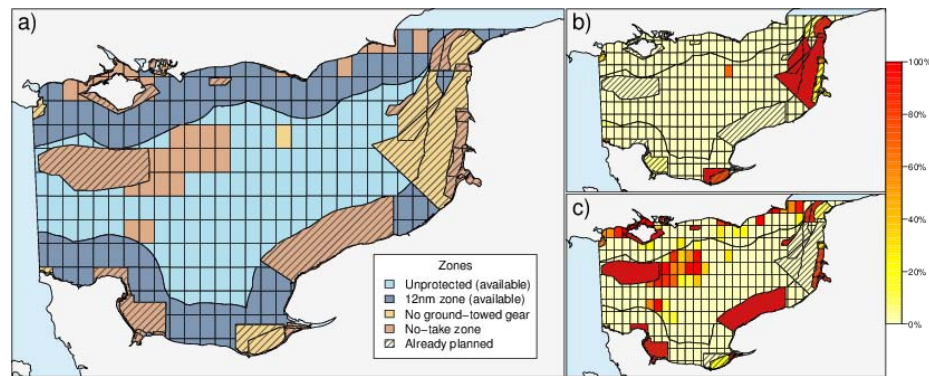 a)
Zones
Unprotected (available)
12nm zone (available)
No ground−towed gear
No−take zone
Already planned
b)
c)
100%
80%
60%
40%
20%
0%